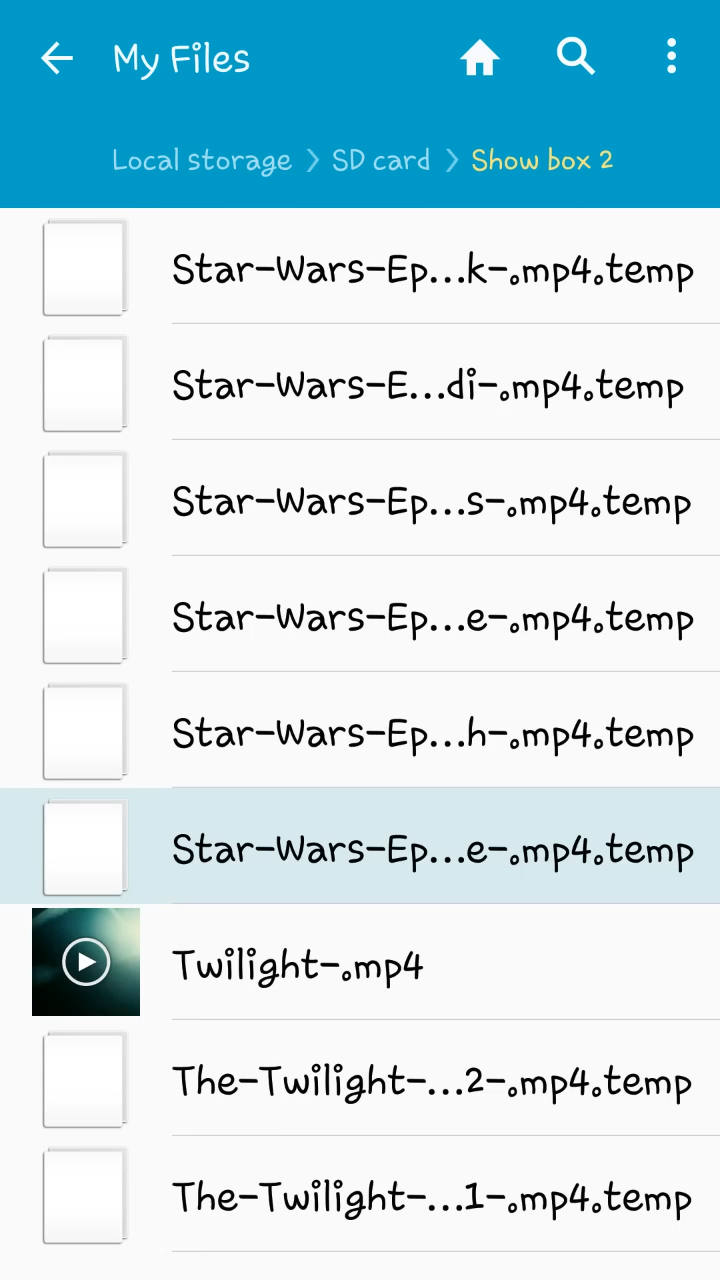 My Files
Local storage > SD card > Show box 2
Star-Wars-Ep...k-.mp4.temp
Star-Wars-E...di-.mp4.temp
Star-Wars-Ep...s-.mp4.temp
Star-Wars-Ep...e-.mp4.temp
Star-Wars-Ep...h-.mp4.temp
Star-Wars-Ep...e-.mp4.temp
Twilight-.mp4
The-Twilight-...2-.mp4.temp
The-Twilight-...1-.mp4.temp